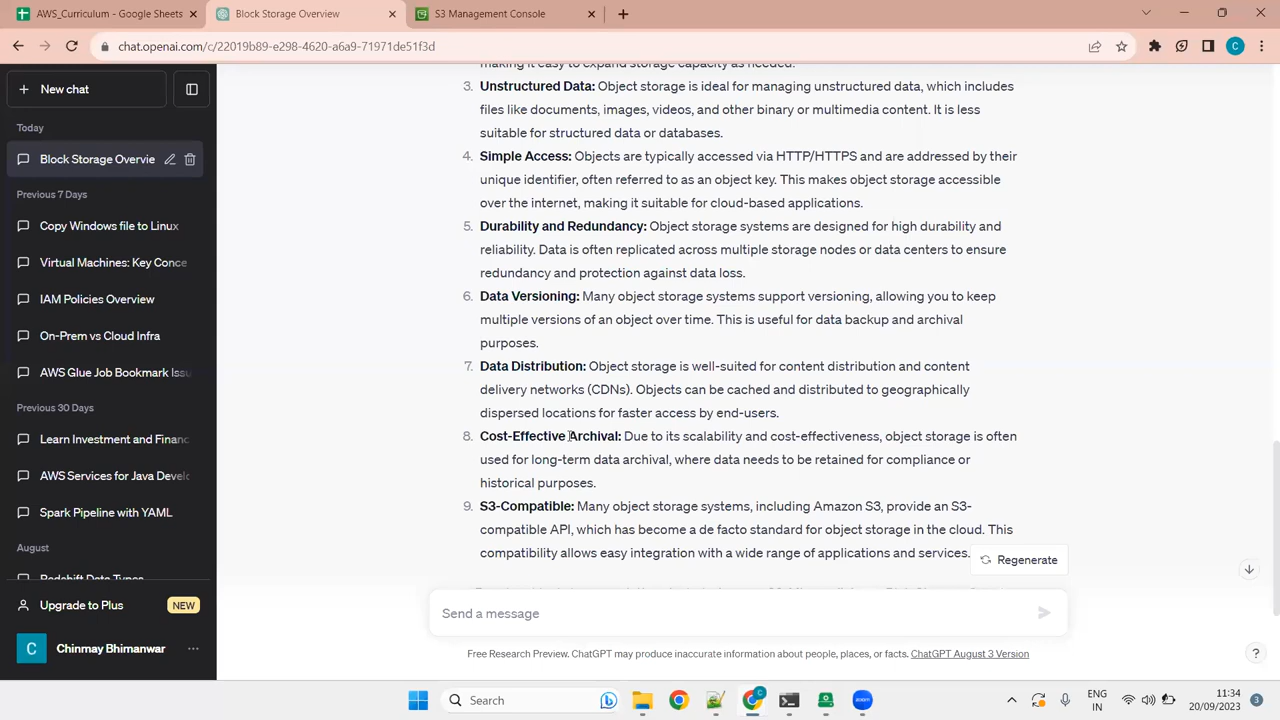 AWS_Curriculum - Google Sheets
Block Storage Overview
S3 Management Console
chat.openai.com/c/22019b89-e298-4620-a6a9-71971de51f3d
C
New chat
Today
Block Storage Overvie
Previous 7 Days
Copy Windows file to Linux
Virtual Machines: Key Conce
IAM Policies Overview
On-Prem vs Cloud Infra
AWS Glue Job Bookmark Issu
Previous 30 Days
Learn Investment and Financ
AWS Services for Java Develo
Spark Pipeline with YAML
August
Redshift Data Types
Upgrade to Plus
NEW
C
Chinmay Bhimanwar
making it easy to expand storage capacity as needed.
3. Unstructured Data: Object storage is ideal for managing unstructured data, which includes
files like documents, images, videos, and other binary or multimedia content. It is less
suitable for structured data or databases.
4. Simple Access: Objects are typically accessed via HTTP/HTTPS and are addressed by their
unique identifier, often referred to as an object key. This makes object storage accessible
over the internet, making it suitable for cloud-based applications.
5. Durability and Redundancy: Object storage systems are designed for high durability and
reliability. Data is often replicated across multiple storage nodes or data centers to ensure
redundancy and protection against data loss.
6. Data Versioning: Many object storage systems support versioning, allowing you to keep
multiple versions of an object over time. This is useful for data backup and archival
purposes.
7. Data Distribution: Object storage is well-suited for content distribution and content
delivery networks (CDNs). Objects can be cached and distributed to geographically
dispersed locations for faster access by end-users.
8. Cost-Effective Archival: Due to its scalability and cost-effectiveness, object storage is often
used for long-term data archival, where data needs to be retained for compliance or
historical purposes.
9. S3-Compatible: Many object storage systems, including Amazon S3, provide an S3-
compatible API, which has become a de facto standard for object storage in the cloud. This
compatibility allows easy integration with a wide range of applications and services.
Regenerate
Send a message
Free Research Preview. ChatGPT may produce inaccurate information about people, places, or facts. ChatGPT August 3 Version
?
Search
C
ENG
IN
11:34
20/09/2023
3